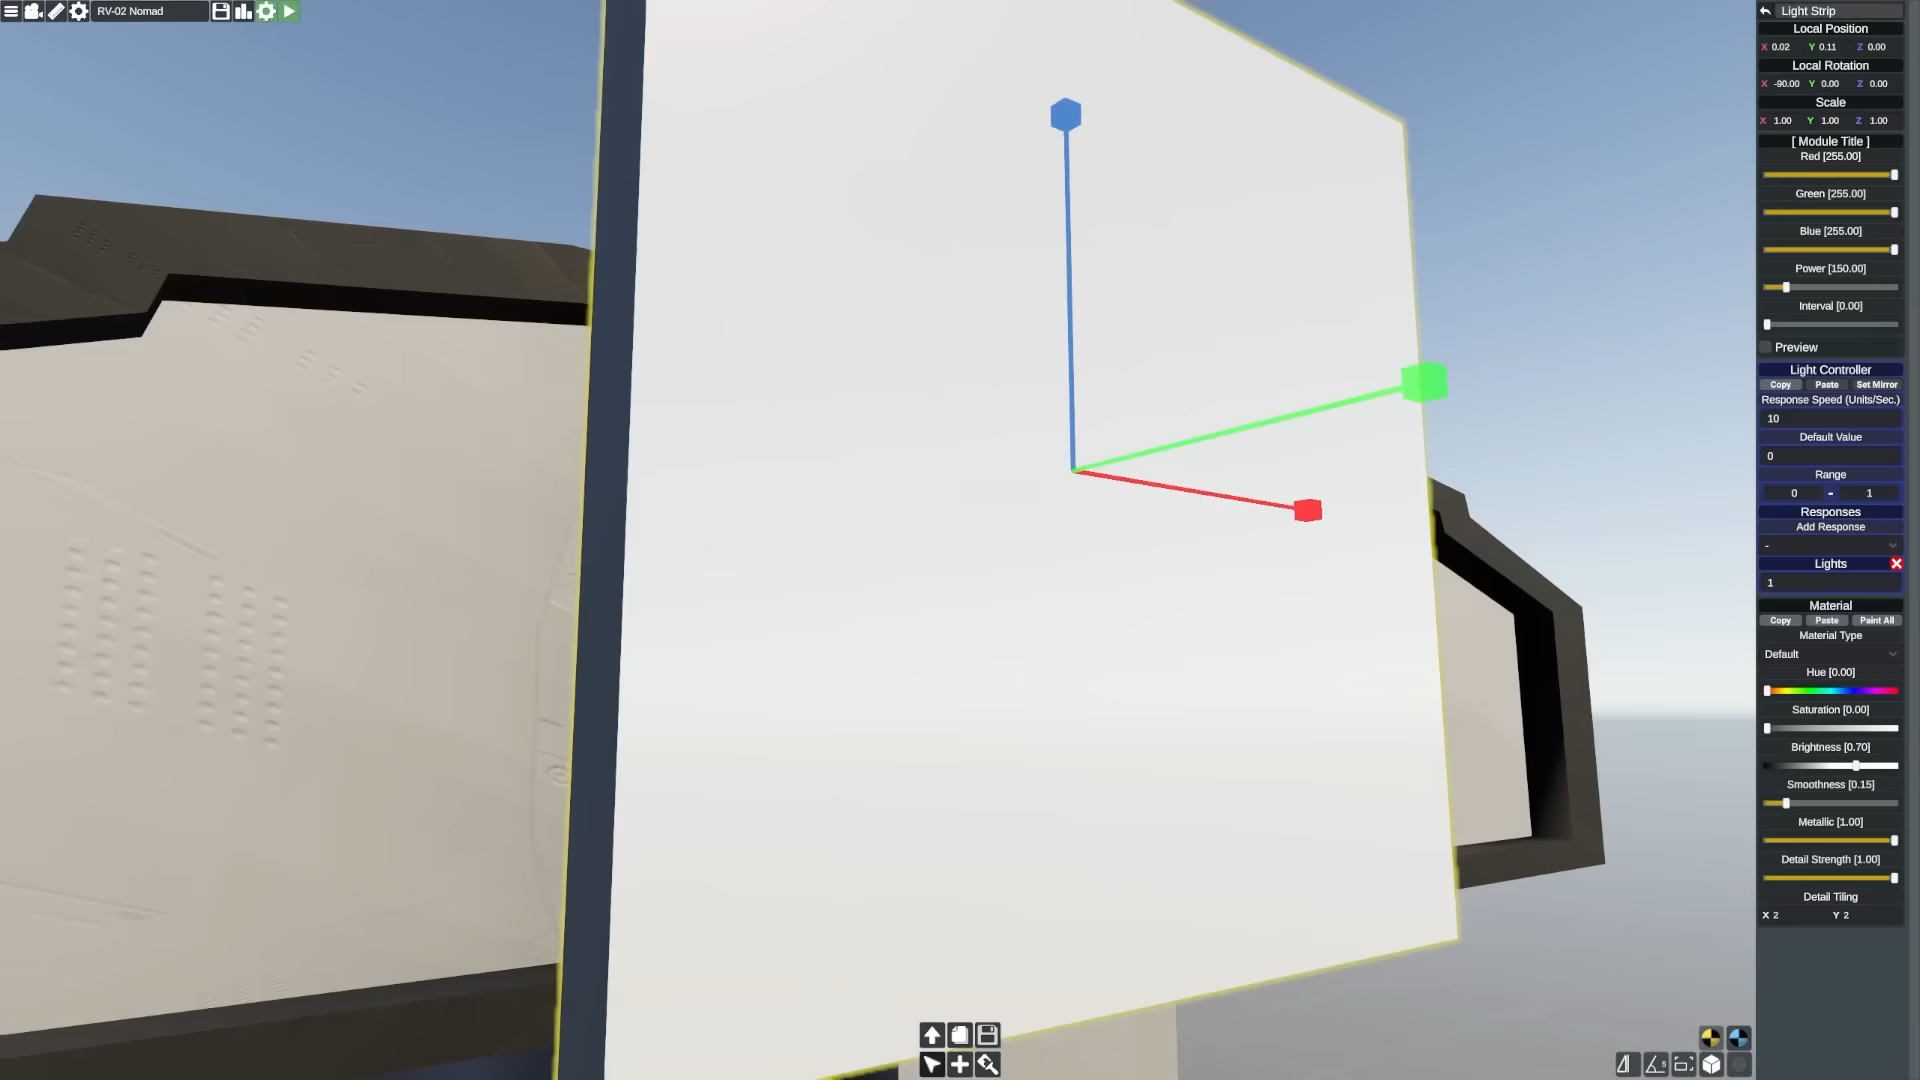 RV-02 Nomad
Light Strip
Local Position
X 0.02 Y 0.11 Z 0.00
Local Rotation
X -90.00 Y 0.00 Z 0.00
Scale
X 1.00 Y 1.00 Z 1.00
[ Module Title ]
Red [255.00]
Green [255.00]
Blue [255.00]
Power [150.00]
Interval [0.00]
Preview
Light Controller
Copy Paste Set Mirror
Response Speed (Units/Sec.)
10
Default Value
0
Range
0 - 1
Responses
Add Response
-
Lights
1
Material
Copy Paste Paint All
Material Type
Default
Hue [0.00]
Saturation [0.00]
Brightness [0.70]
Smoothness [0.15]
Metallic [1.00]
Detail Strength [1.00]
Detail Tiling
X 2 Y 2